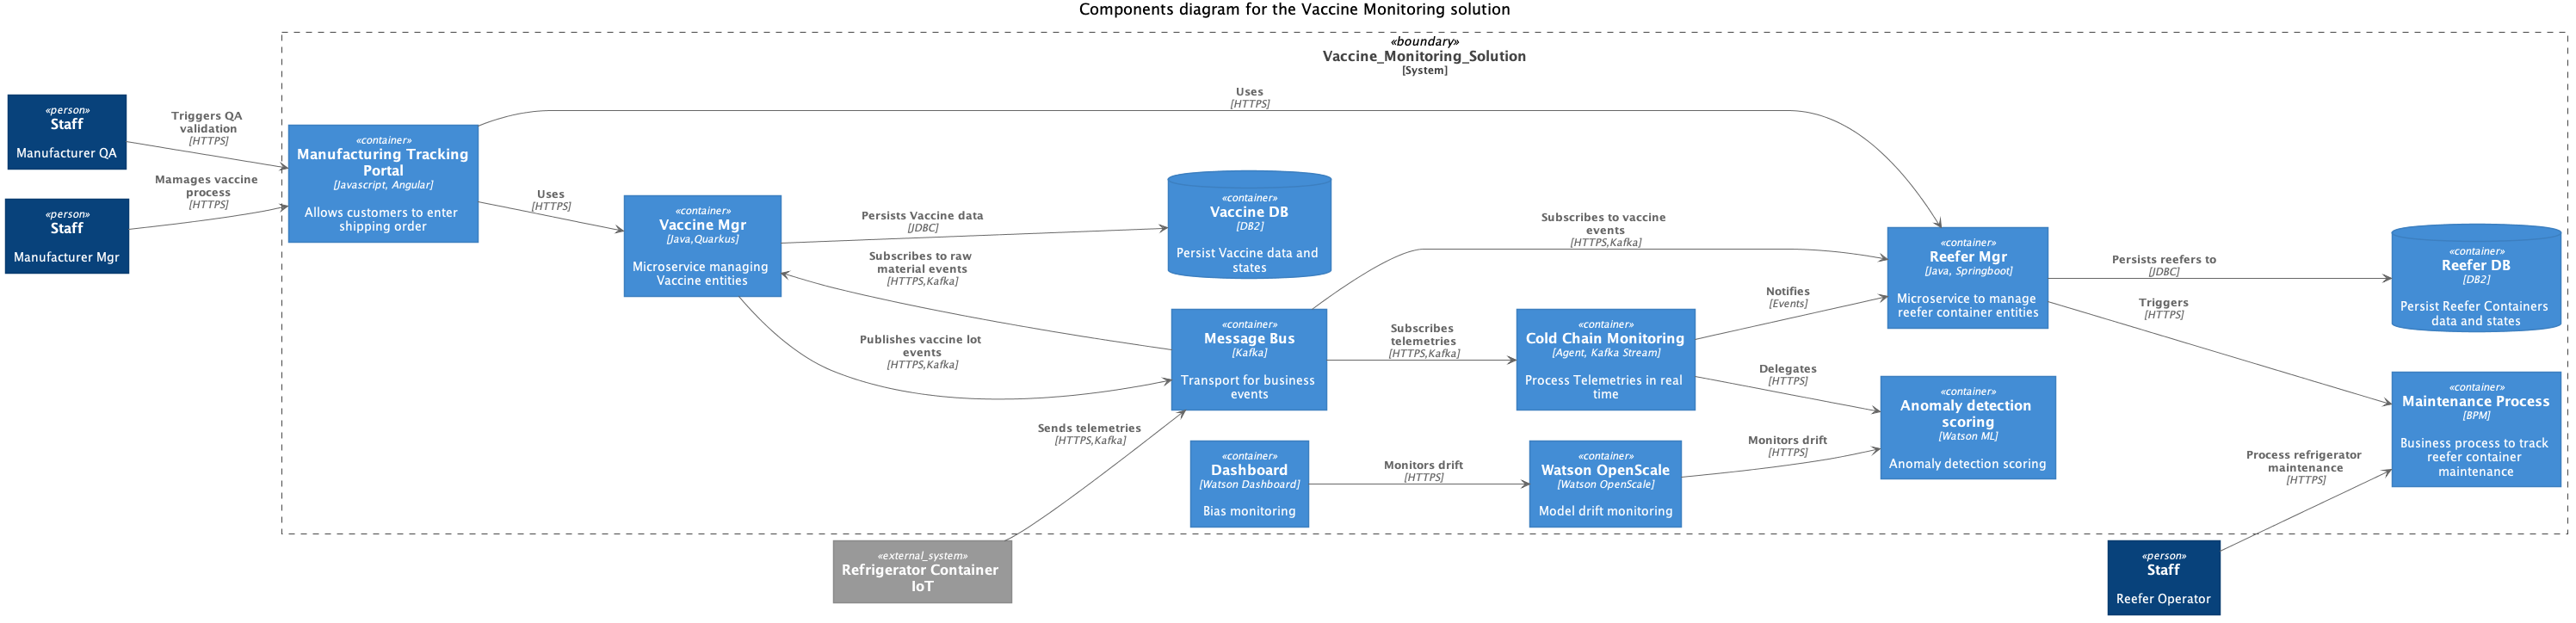 Components diagram for the Vaccine Monitoring solution
«boundary»
Vaccine_Monitoring_Solution
[System]
«person»
Staff
Manufacturer QA
Triggers QA
validation
[HTTPS]
«person»
Staff
Manufacturer Mgr
Mamages vaccine
process
[HTTPS]
«container»
Manufacturing Tracking
Portal
[Javascript, Angular]
Allows customers to enter
shipping order
Uses
[HTTPS]
Uses
[HTTPS]
«container»
Vaccine Mgr
[Java,Quarkus]
Microservice managing
Vaccine entities
Persists Vaccine data
[JDBC]
Subscribes to raw
material events
[HTTPS,Kafka]
Publishes vaccine lot
events
[HTTPS,Kafka]
«container»
Vaccine DB
[DB2]
Persist Vaccine data and
states
«container»
Message Bus
[Kafka]
Transport for business
events
Sends telemetries
[HTTPS,Kafka]
«external_system»
Refrigerator Container
IoT
«container»
Dashboard
[Watson Dashboard]
Bias monitoring
Monitors drift
[HTTPS]
Subscribes to vaccine
events
[HTTPS,Kafka]
Subscribes
telemetries
[HTTPS,Kafka]
«container»
Cold Chain Monitoring
[Agent, Kafka Stream]
Process Telemetries in real
time
«container»
Watson OpenScale
[Watson OpenScale]
Model drift monitoring
Notifies
[Events]
Delegates
[HTTPS]
Monitors drift
[HTTPS]
«container»
Reefer Mgr
[Java, Springboot]
Microservice to manage
reefer container entities
«container»
Anomaly detection
scoring
[Watson ML]
Anomaly detection scoring
Persists reefers to
[JDBC]
Triggers
[HTTPS]
«container»
Reefer DB
[DB2]
Persist Reefer Containers
data and states
«container»
Maintenance Process
[BPM]
Business process to track
reefer container
maintenance
Process refrigerator
maintenance
[HTTPS]
«person»
Staff
Reefer Operator